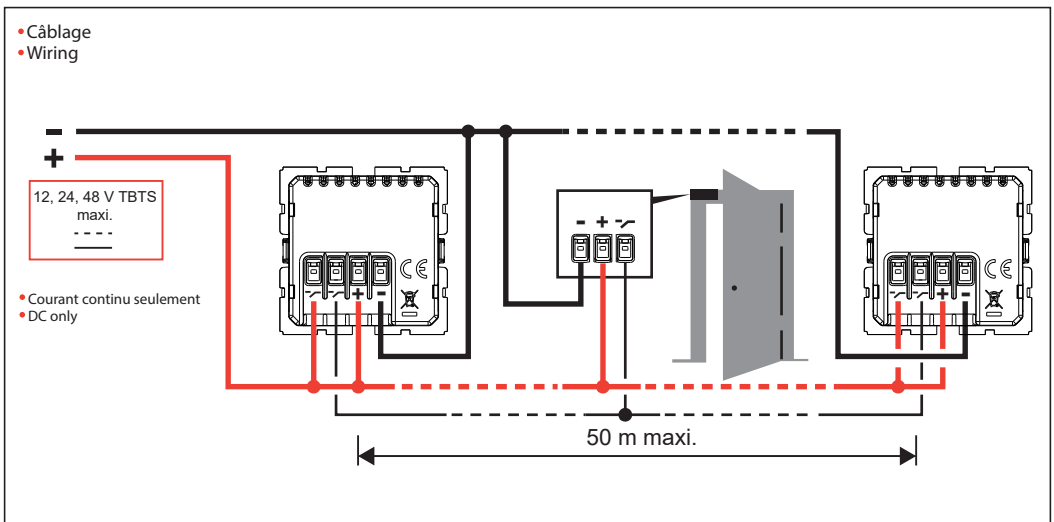 • Câblage
• Wiring
-
+
12, 24, 48 V TBTS
maxi.
• Courant continu seulement
• DC only
CE
+ -
- +
CE
+ -
50 m maxi.